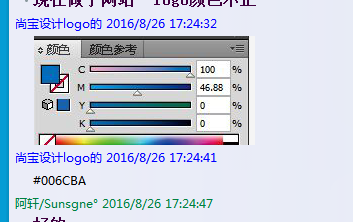 现在做了网站 logo颜色不正
尚宝设计logo的 2016/8/26 17:24:32
颜色 颜色参考
C 100 %
M 46.88 %
Y 0 %
K 0 %
尚宝设计logo的 2016/8/26 17:24:41
#006CBA
阿轩/Sunsgne° 2016/8/26 17:24:47
好的